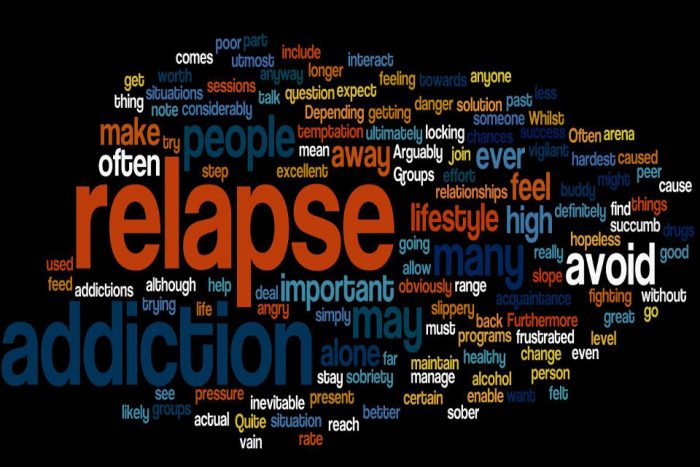 poor part
comes utmost include
interact
get worth anyway longer feeling towards anyone
situations sessions question expect
thing note considerably talk Depending getting danger solution past less
make try people temptation ultimately locking someone Whilst
chances success Often arena
often mean away Arguably join ever vigilant hardest caused
step excellent Groups effort buddy might peer
relapse relationships feel cause
lifestyle high definitely find things
succumb drugs
going many really hopeless avoid good
used allow
feed addictions although help deal important obviously range slope
acquaintance fighting without
trying life angry simply may slippery back Furthermore great go
addiction must programs frustrated level
alone far maintain healthy change even
stay sobriety manage alcohol person
see pressure inevitable present certain enable want felt
likely groups actual Quite situation reach better sober
vain rate